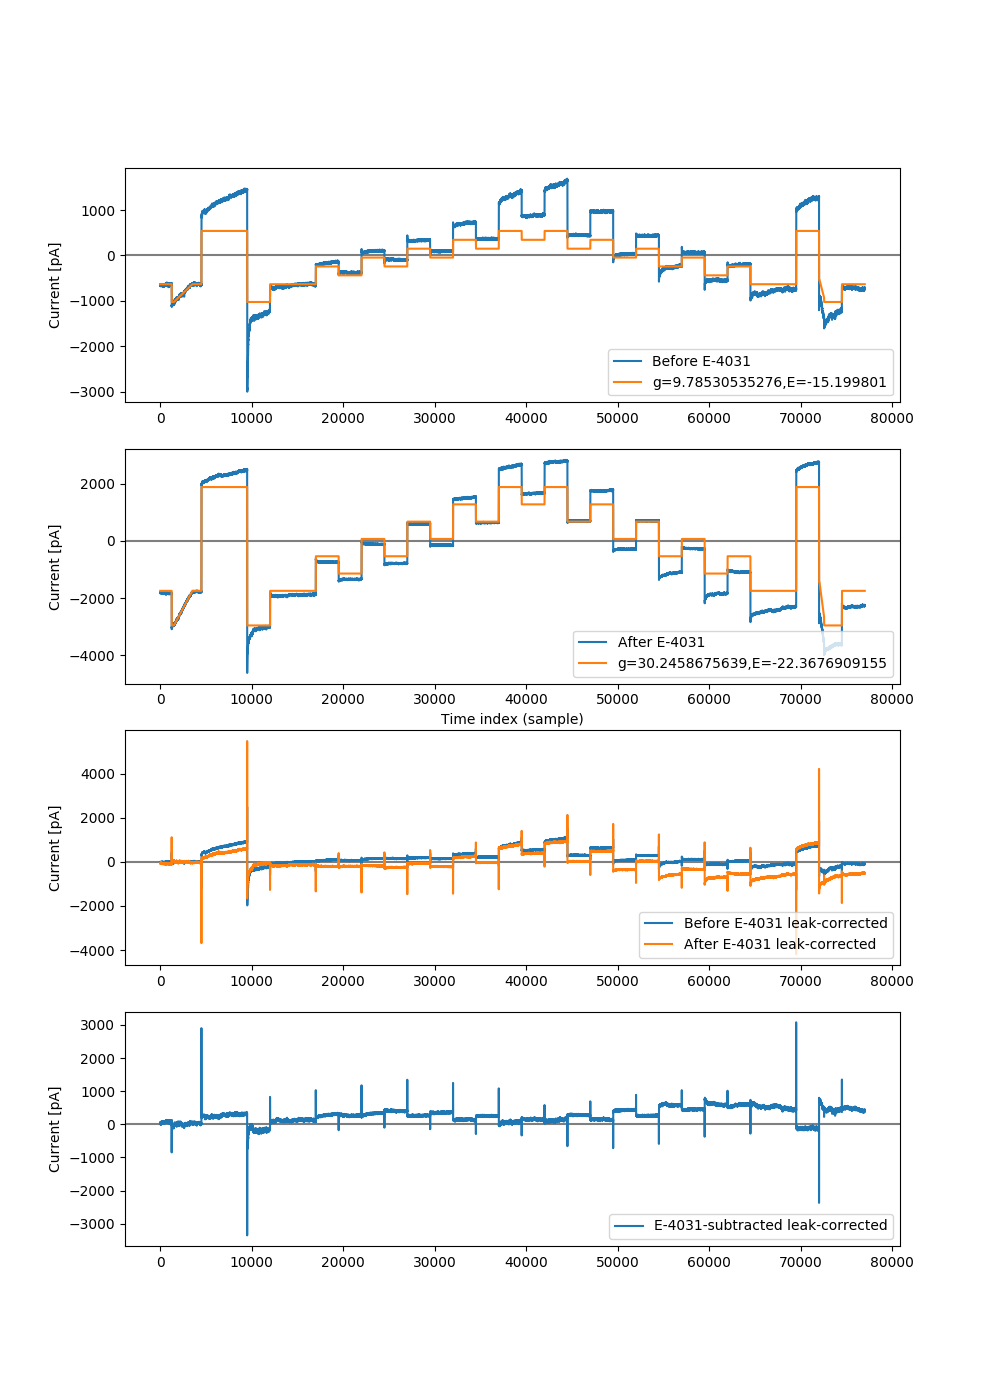 1000
0
−1000
−2000
−3000
Current [pA]
Before E-4031
g=9.78530535276,E=-15.199801
0 10000 20000 30000 40000 50000 60000 70000 80000
2000
0
−2000
−4000
Current [pA]
After E-4031
g=30.2458675639,E=-22.3676909155
0 10000 20000 30000 40000 50000 60000 70000 80000
Time index (sample)
4000
2000
0
−2000
−4000
Current [pA]
Before E-4031 leak-corrected
After E-4031 leak-corrected
0 10000 20000 30000 40000 50000 60000 70000 80000
3000
2000
1000
0
−1000
−2000
−3000
Current [pA]
E-4031-subtracted leak-corrected
0 10000 20000 30000 40000 50000 60000 70000 80000